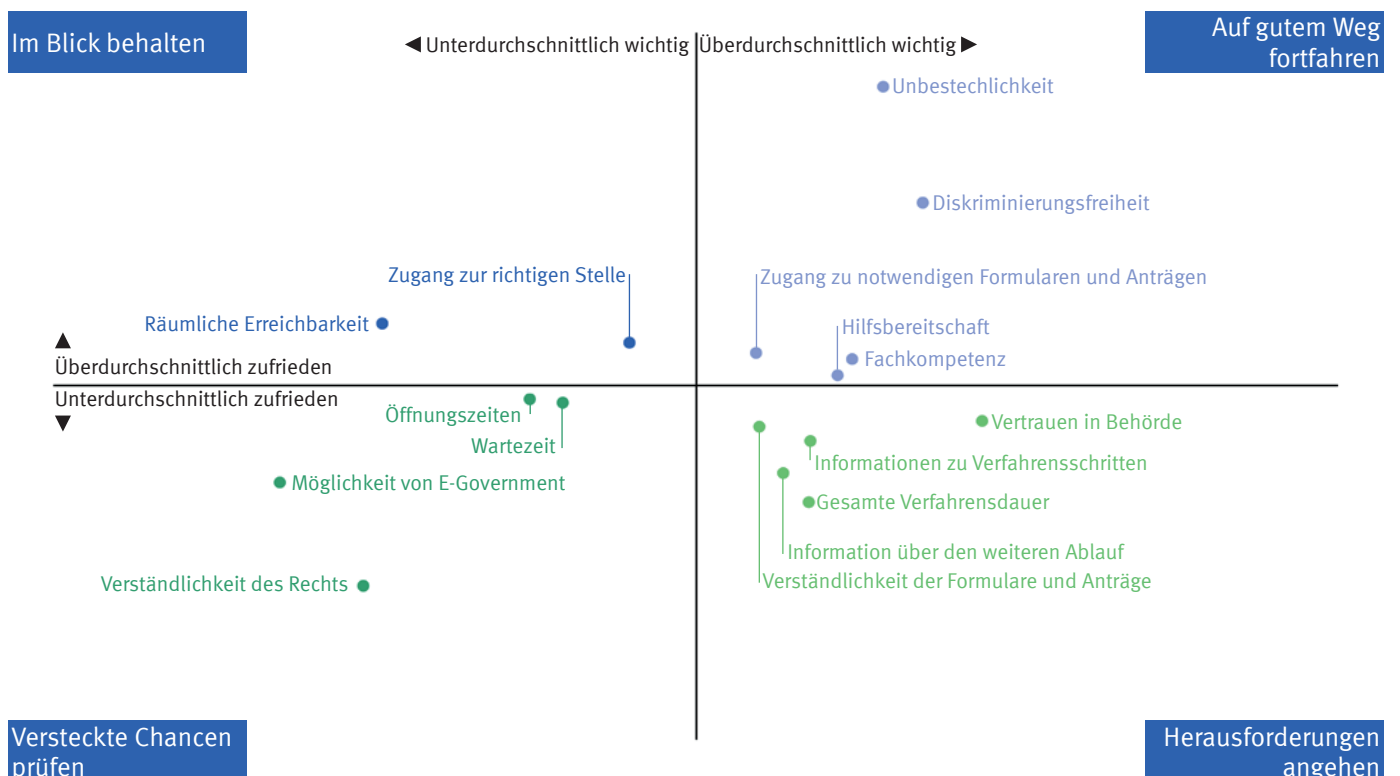 Im Blick behalten
◄ Unterdurchschnittlich wichtig
Überdurchschnittlich wichtig ►
Auf gutem Weg
fortfahren
Unbestechlichkeit
Diskriminierungsfreiheit
Zugang zur richtigen Stelle
Zugang zu notwendigen Formularen und Anträgen
Räumliche Erreichbarkeit
Hilfsbereitschaft
Fachkompetenz
▲
Überdurchschnittlich zufrieden
Unterdurchschnittlich zufrieden
▼
Öffnungszeiten
Wartezeit
Vertrauen in Behörde
Informationen zu Verfahrensschritten
Möglichkeit von E-Government
Gesamte Verfahrensdauer
Information über den weiteren Ablauf
Verständlichkeit der Formulare und Anträge
Verständlichkeit des Rechts
Versteckte Chancen
prüfen
Herausforderungen
angehen